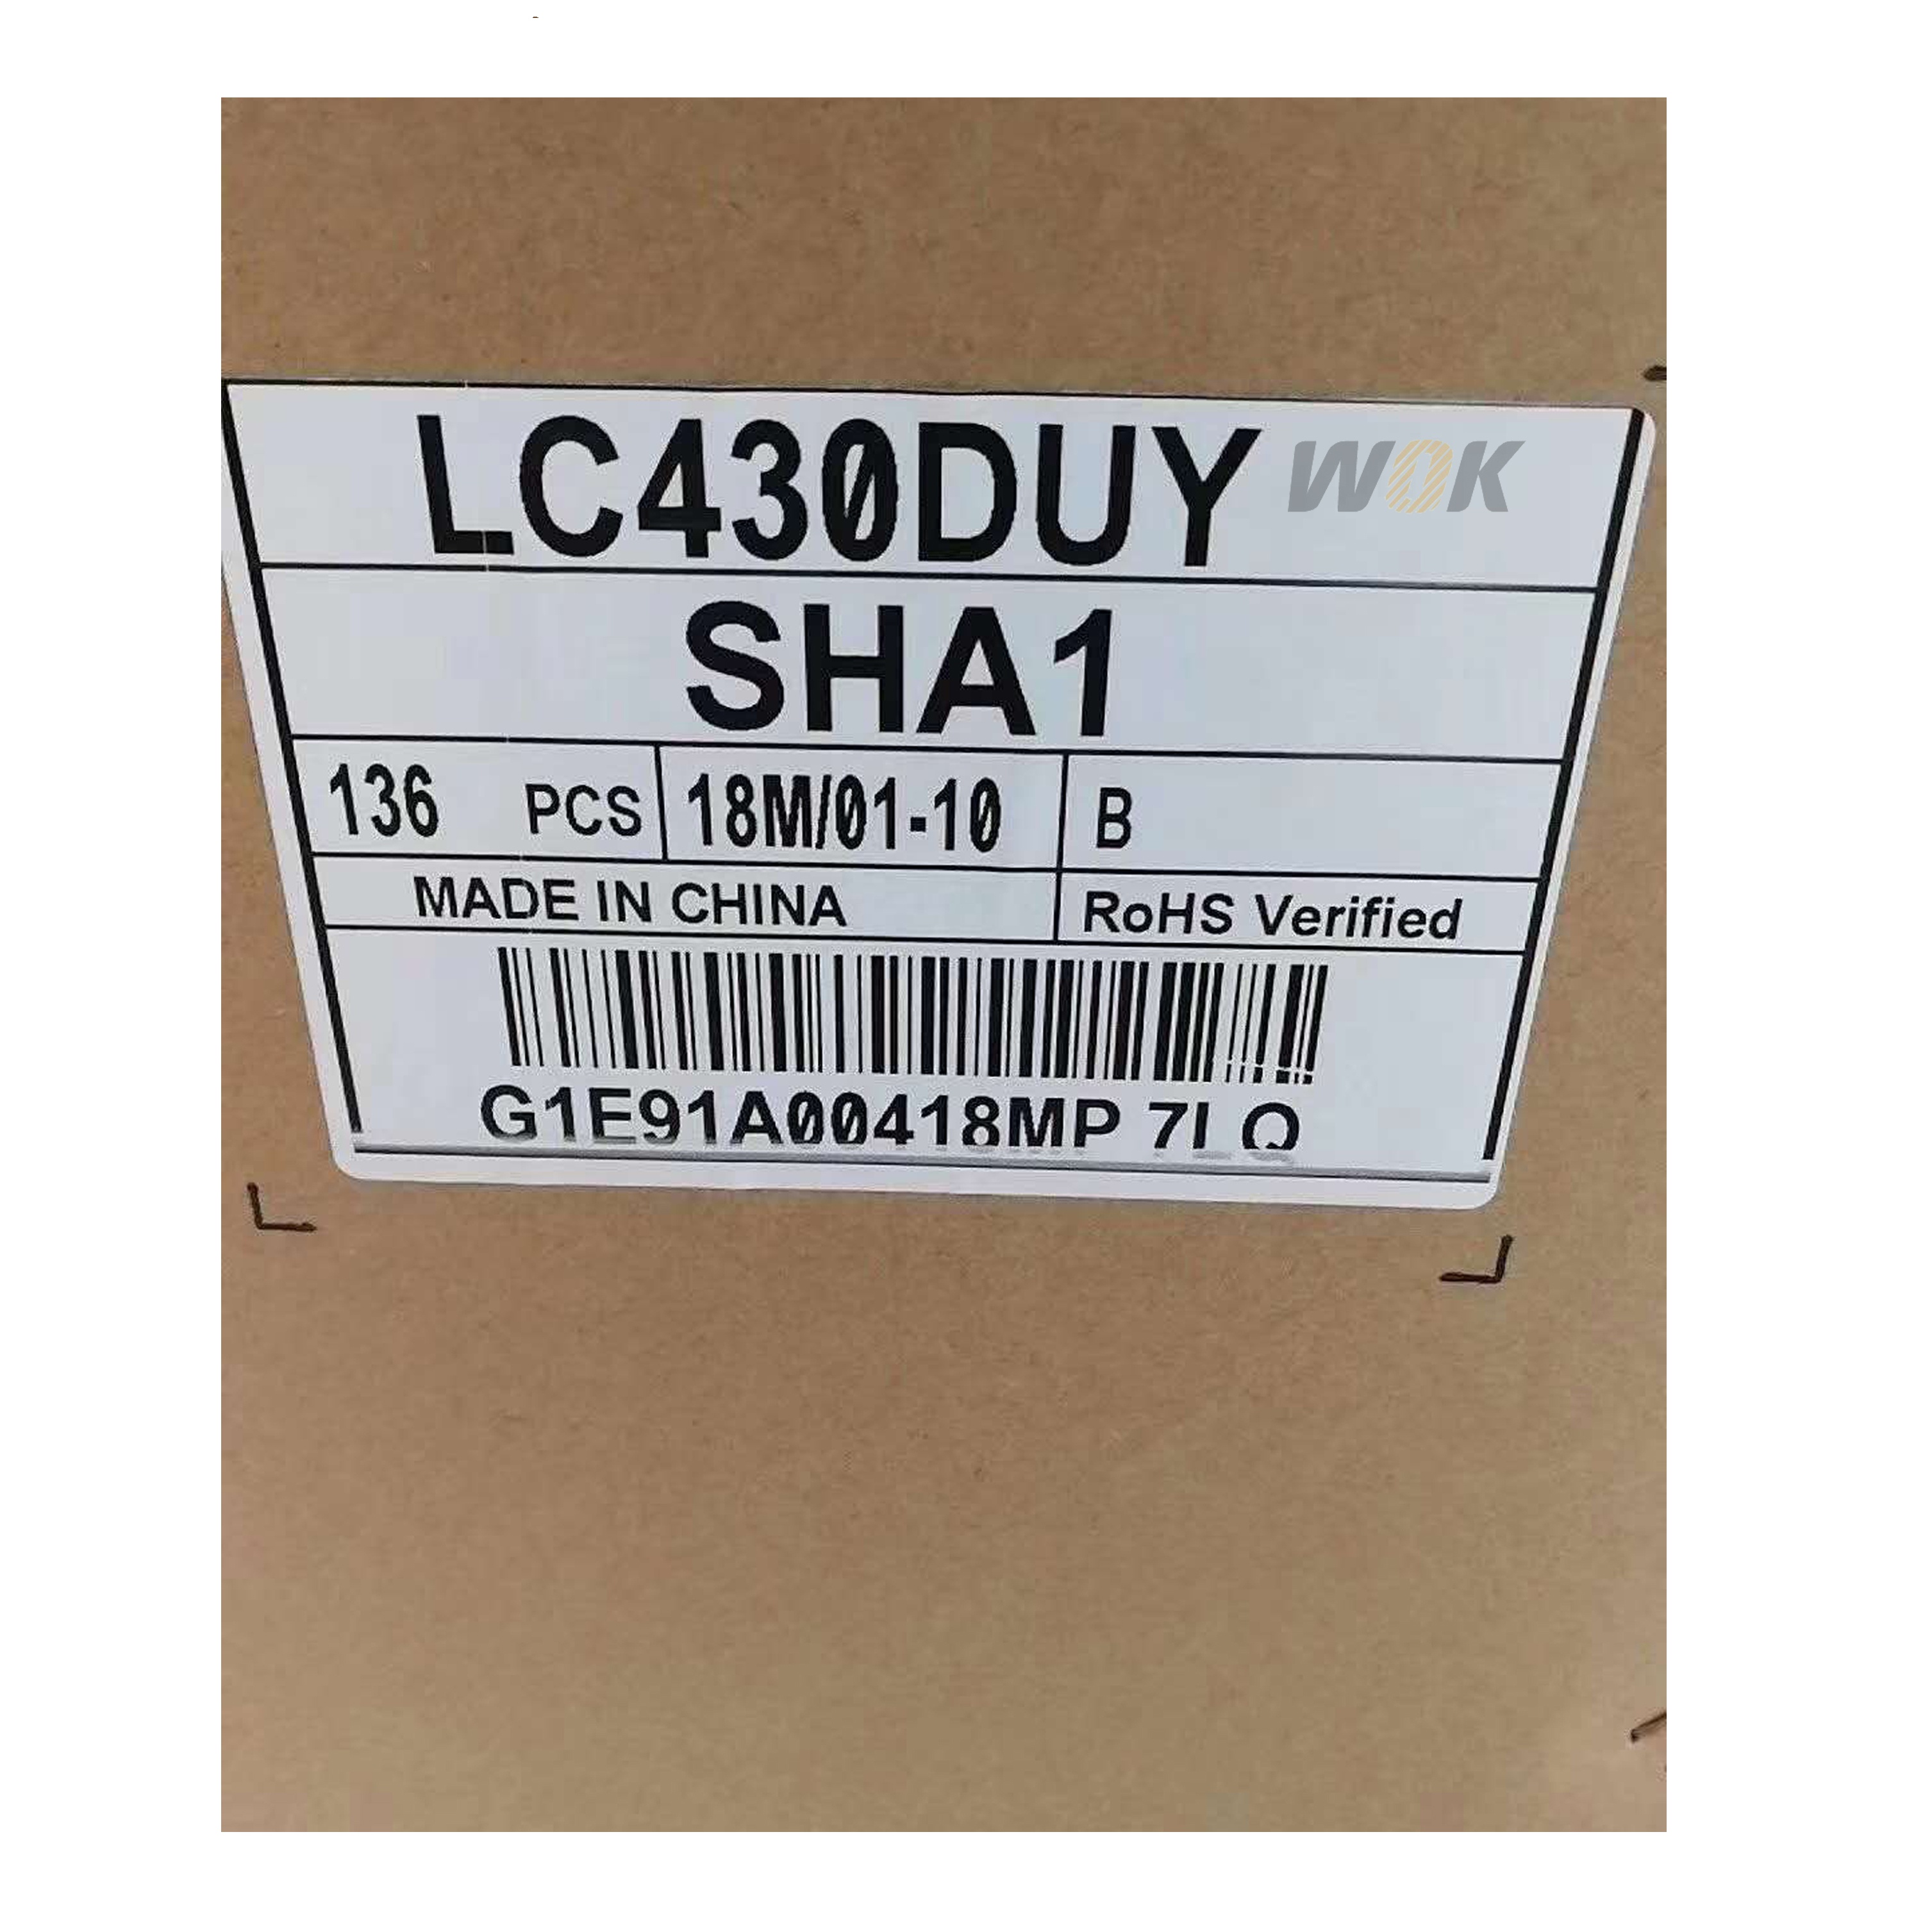 LC430DUY WOK
SHA1
136 PCS 18M/01-10 B
MADE IN CHINA RoHS Verified
G1E91A00418MP 7LQ